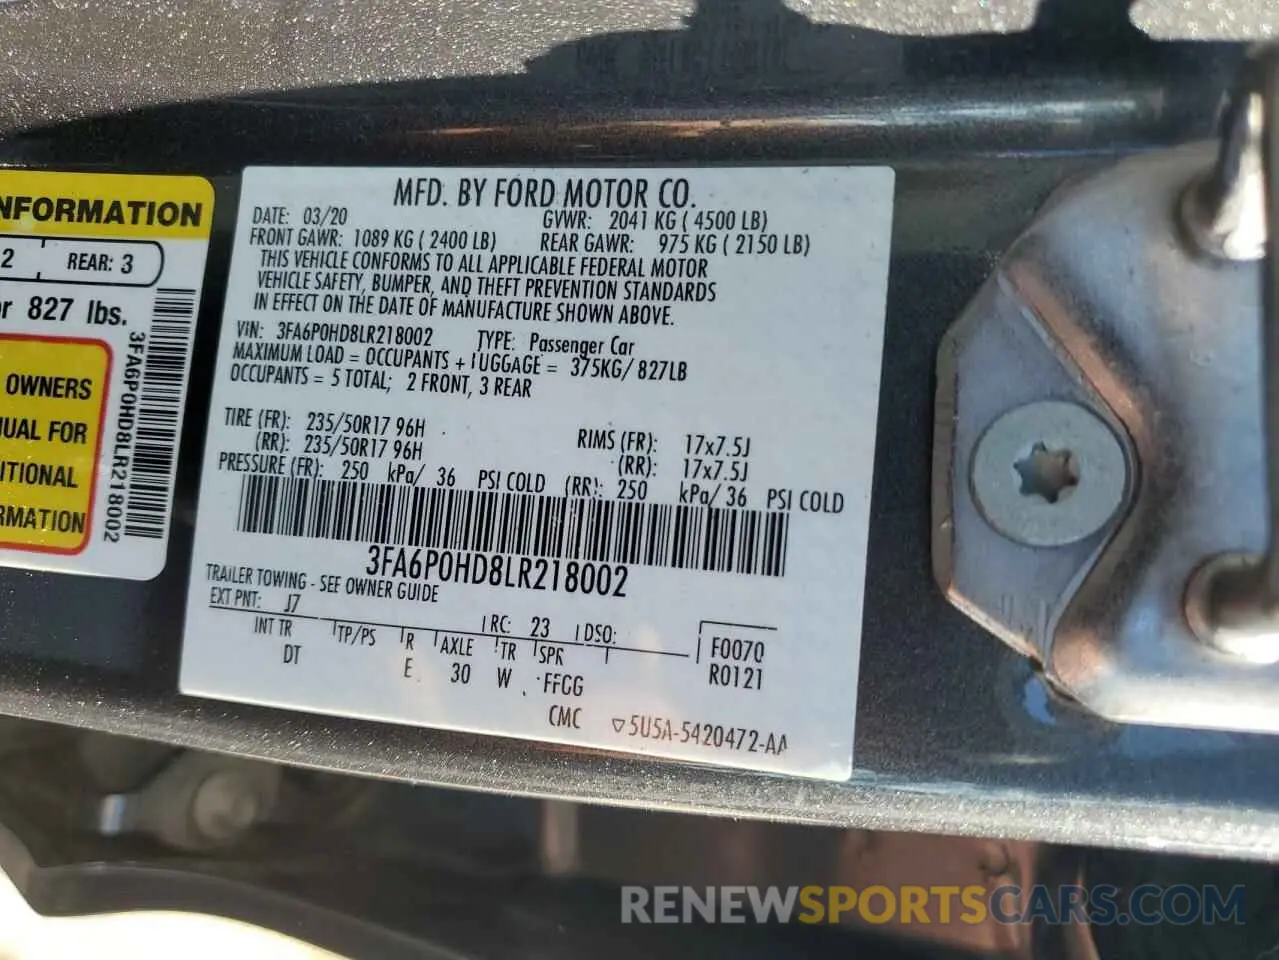 NFORMATION
2 REAR: 3
or 827 lbs.
OWNERS
UAL FOR
ITIONAL
RMATION
3FA6P0HD8LR218002
MFD. BY FORD MOTOR CO.
DATE: 03/20 GVWR: 2041 KG ( 4500 LB)
FRONT GAWR: 1089 KG ( 2400 LB) REAR GAWR: 975 KG ( 2150 LB)
THIS VEHICLE CONFORMS TO ALL APPLICABLE FEDERAL MOTOR
VEHICLE SAFETY, BUMPER, AND THEFT PREVENTION STANDARDS
IN EFFECT ON THE DATE OF MANUFACTURE SHOWN ABOVE.
VIN: 3FA6P0HD8LR218002 TYPE: Passenger Car
MAXIMUM LOAD = OCCUPANTS + LUGGAGE = 375KG/ 827LB
OCCUPANTS = 5 TOTAL; 2 FRONT, 3 REAR
TIRE (FR): 235/50R17 96H RIMS (FR): 17x7.5J
(RR): 235/50R17 96H (RR): 17x7.5J
PRESSURE (FR): 250 kPa/ 36 PSI COLD (RR): 250 kPa/ 36 PSI COLD
3FA6P0HD8LR218002
TRAILER TOWING - SEE OWNER GUIDE
EXT PNT: J7 RC: 23 DSO: F0070
INT TR TP/PS R AXLE TR SPR R0121
DT E 30 W FFCG
CMC ▽5U5A-5420472-AA
RENEWSPORTSCARS.COM